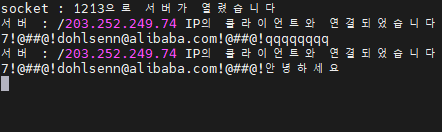 socket : 1213으로 서버가 열렸습니다
서버 : /203.252.249.74 IP의 클라이언트와 연결되었습니다
7!@##@!dohlsenn@alibaba.com!@##@!qqqqqqqq
서버 : /203.252.249.74 IP의 클라이언트와 연결되었습니다
7!@##@!dohlsenn@alibaba.com!@##@!안녕하세요